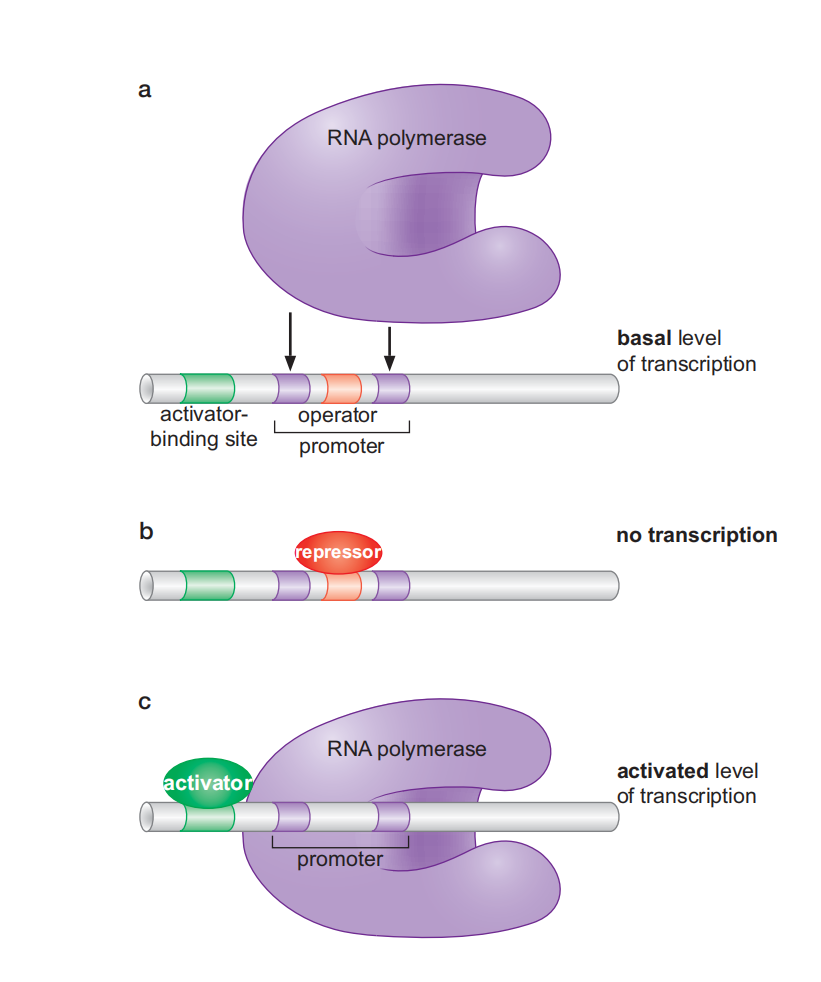 a
RNA polymerase
basal level
of transcription
activator-
binding site
operator
promoter
b
repressor
no transcription
c
RNA polymerase
activator
activated level
of transcription
promoter